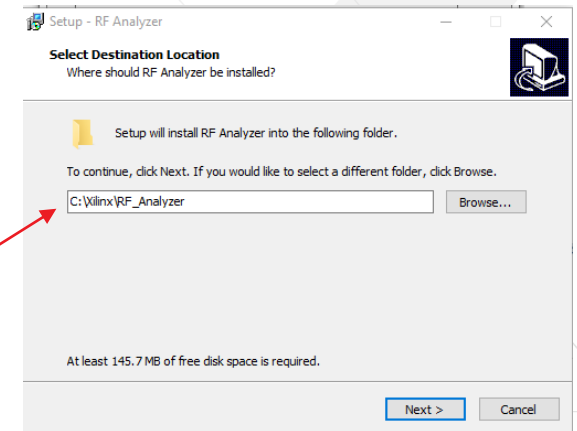 Setup - RF Analyzer
Select Destination Location
Where should RF Analyzer be installed?
Setup will install RF Analyzer into the following folder.
To continue, click Next. If you would like to select a different folder, click Browse.
C:\Xilinx\RF_Analyzer
Browse...
At least 145.7 MB of free disk space is required.
Next >
Cancel